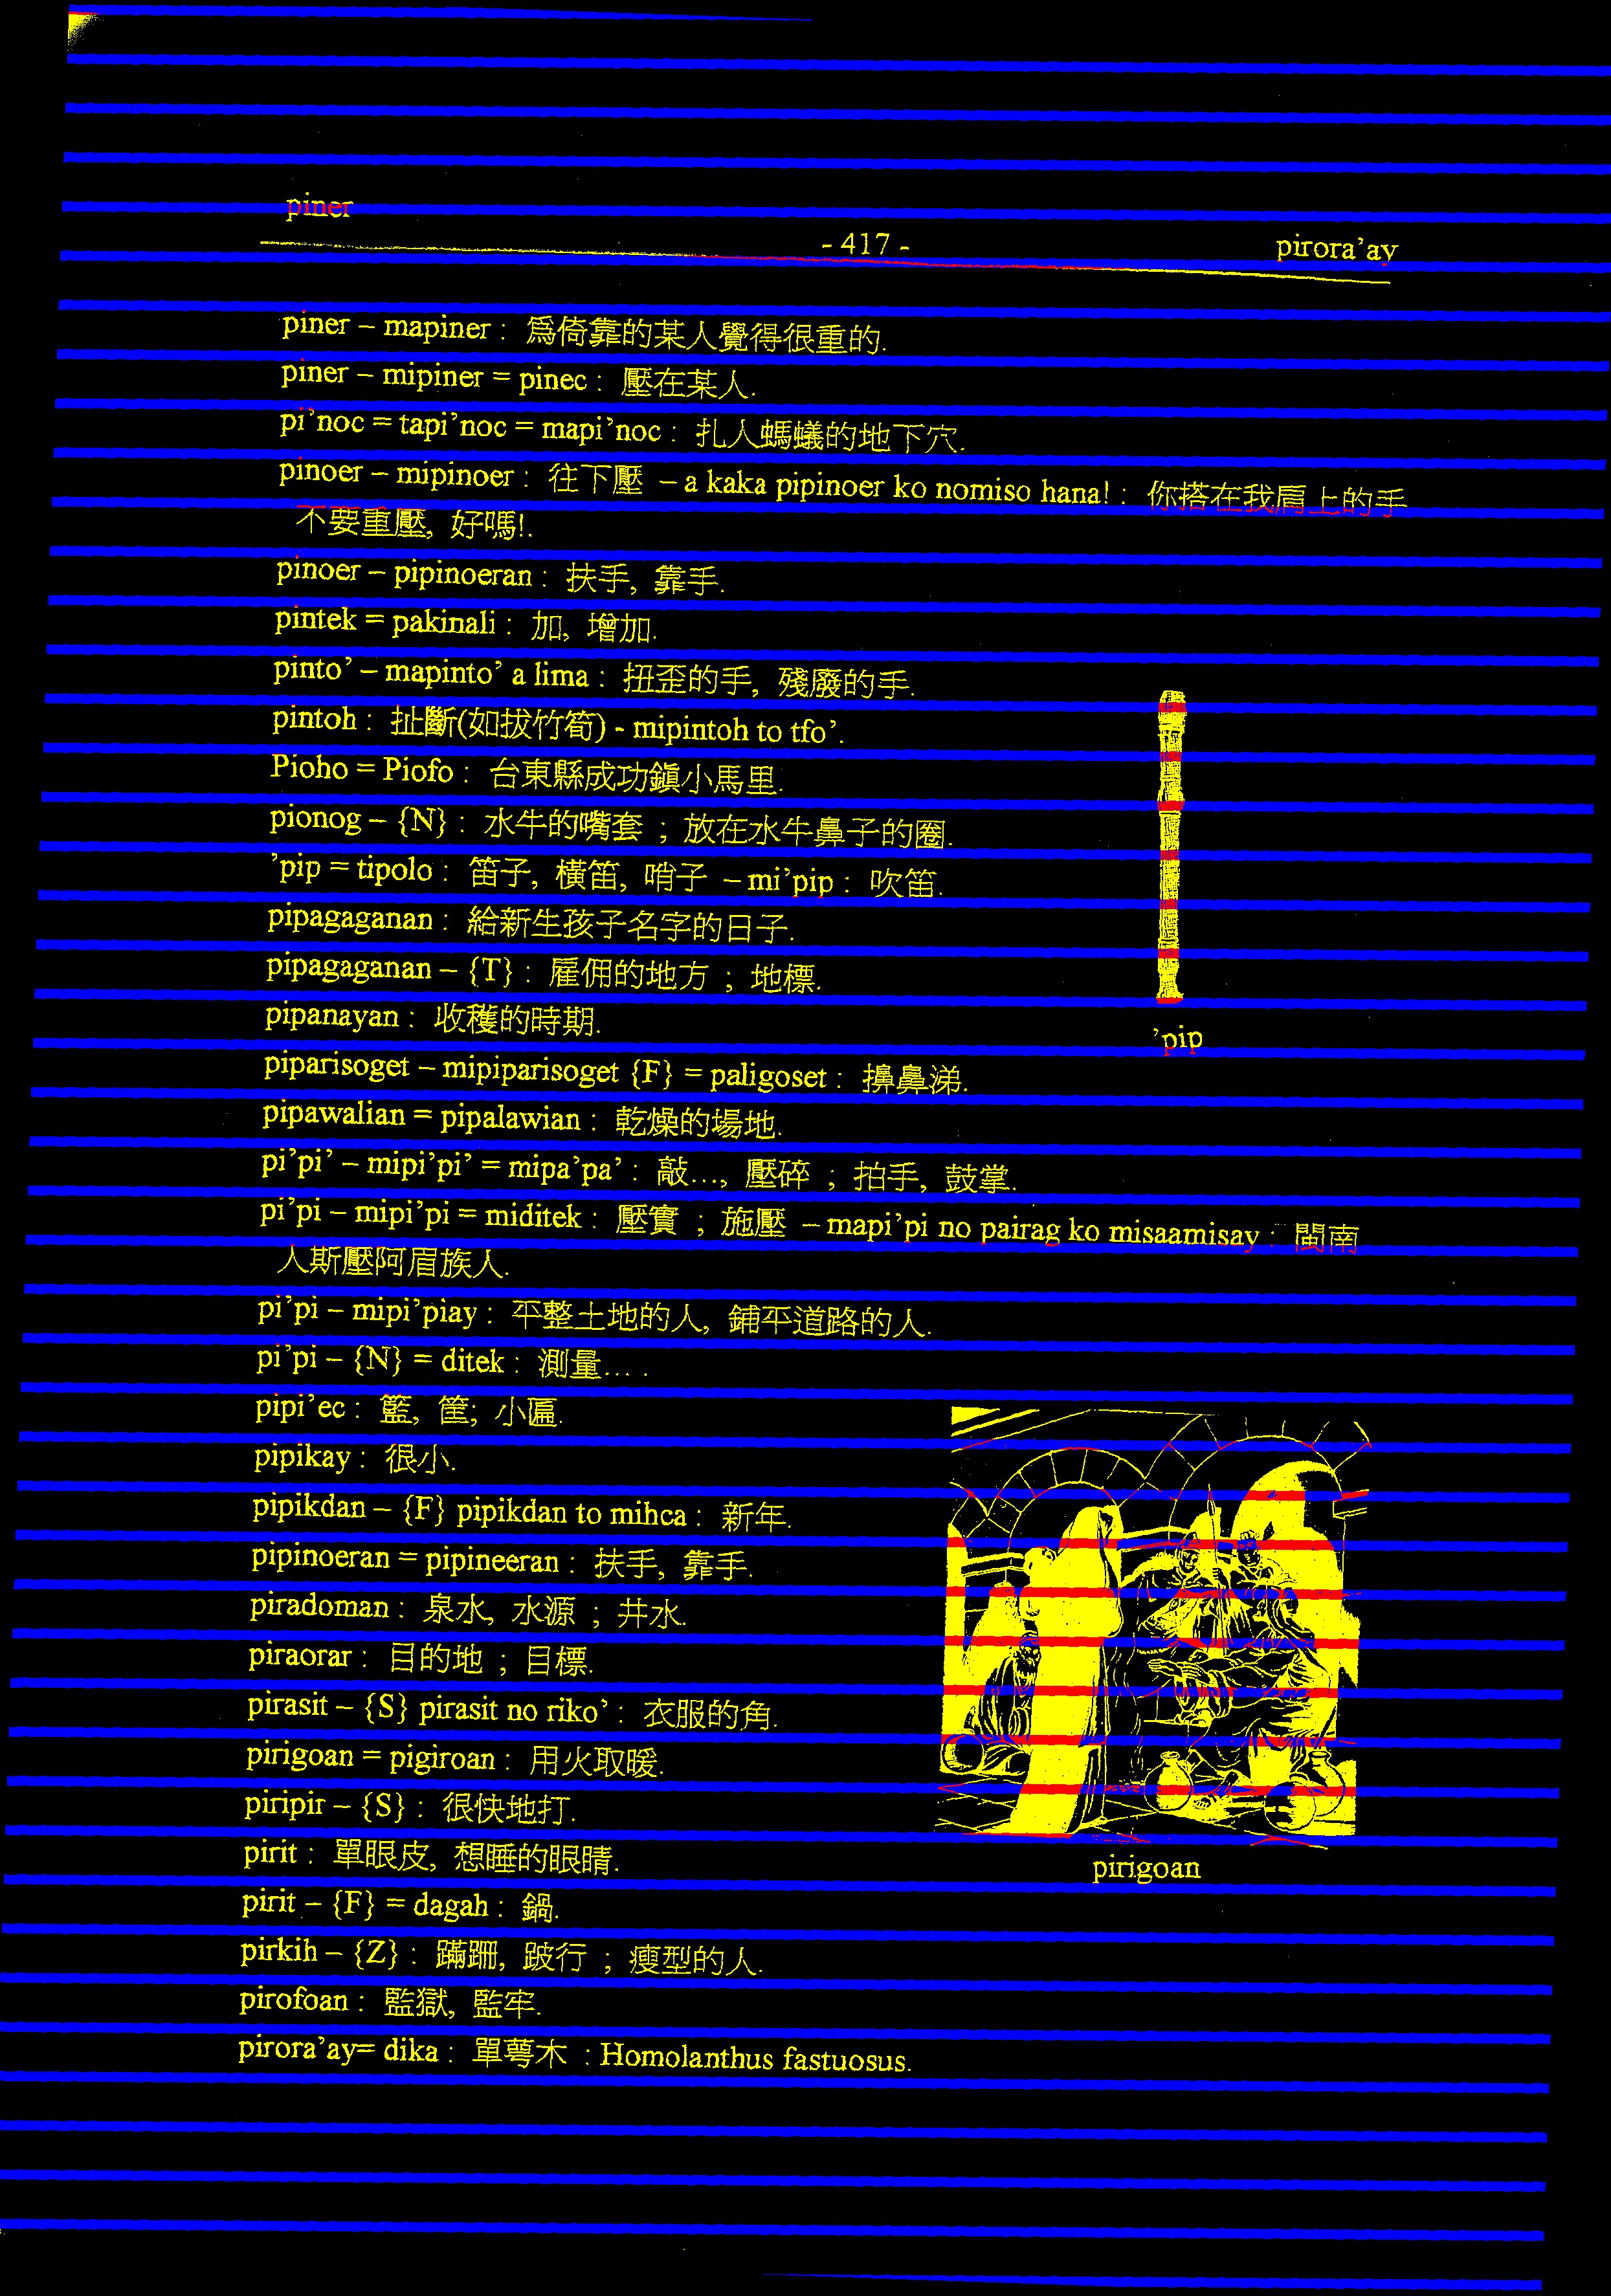 piner
- 417 -
pirora’ay
piner – mapiner : 為倚靠的某人覺得很重的.
piner – mipiner = pinec : 壓在某人.
pi’noc = tapi’noc = mapi’noc : 扎人螞蟻的地下穴.
pinoer – mipinoer : 往下壓 – a kaka pipinoer ko nomiso hana! : 你搭在我肩上的手
不要重壓, 好嗎!.
pinoer – pipinoeran : 扶手, 靠手.
pintek = pakinali : 加, 增加.
pinto’ – mapinto’ a lima : 扭歪的手, 殘廢的手.
pintoh : 扯斷(如拔竹筍) - mipintoh to tfo’.
Pioho = Piofo : 台東縣成功鎮小馬里.
pionog – {N} : 水牛的嘴套 ; 放在水牛鼻子的圈.
’pip = tipolo : 笛子, 橫笛, 哨子 – mi’pip : 吹笛.
pipagaganan : 給新生孩子名字的日子.
pipagaganan – {T} : 雇佣的地方 ; 地標.
pipanayan : 收穫的時期.
’pip
piparisoget – mipiparisoget {F} = paligoset : 擤鼻涕.
pipawalian = pipalawian : 乾燥的場地.
pi’pi’ – mipi’pi’ = mipa’pa’ : 敲…, 壓碎 ; 拍手, 鼓掌.
pi’pi – mipi’pi = miditek : 壓實 ; 施壓 – mapi’pi no pairag ko misaamisay : 閩南
人斯壓阿眉族人.
pi’pi – mipi’piay : 平整土地的人, 鋪平道路的人.
pi’pi – {N} = ditek : 測量… .
pipi’ec : 籃, 筐; 小匾.
pipikay : 很小.
pipikdan – {F} pipikdan to mihca : 新年.
pipinoeran = pipineeran : 扶手, 靠手.
piradoman : 泉水, 水源 ; 井水.
piraorar : 目的地 ; 目標.
pirasit – {S} pirasit no riko’ : 衣服的角.
pirigoan = pigiroan : 用火取暖.
piripir – {S} : 很快地打.
pirit : 單眼皮, 想睡的眼睛.
pirigoan
pirit – {F} = dagah : 鍋.
pirkih – {Z} : 蹣跚, 跛行 ; 瘦型的人.
pirofoan : 監獄, 監牢.
pirora’ay= dika : 單萼木 : Homolanthus fastuosus.